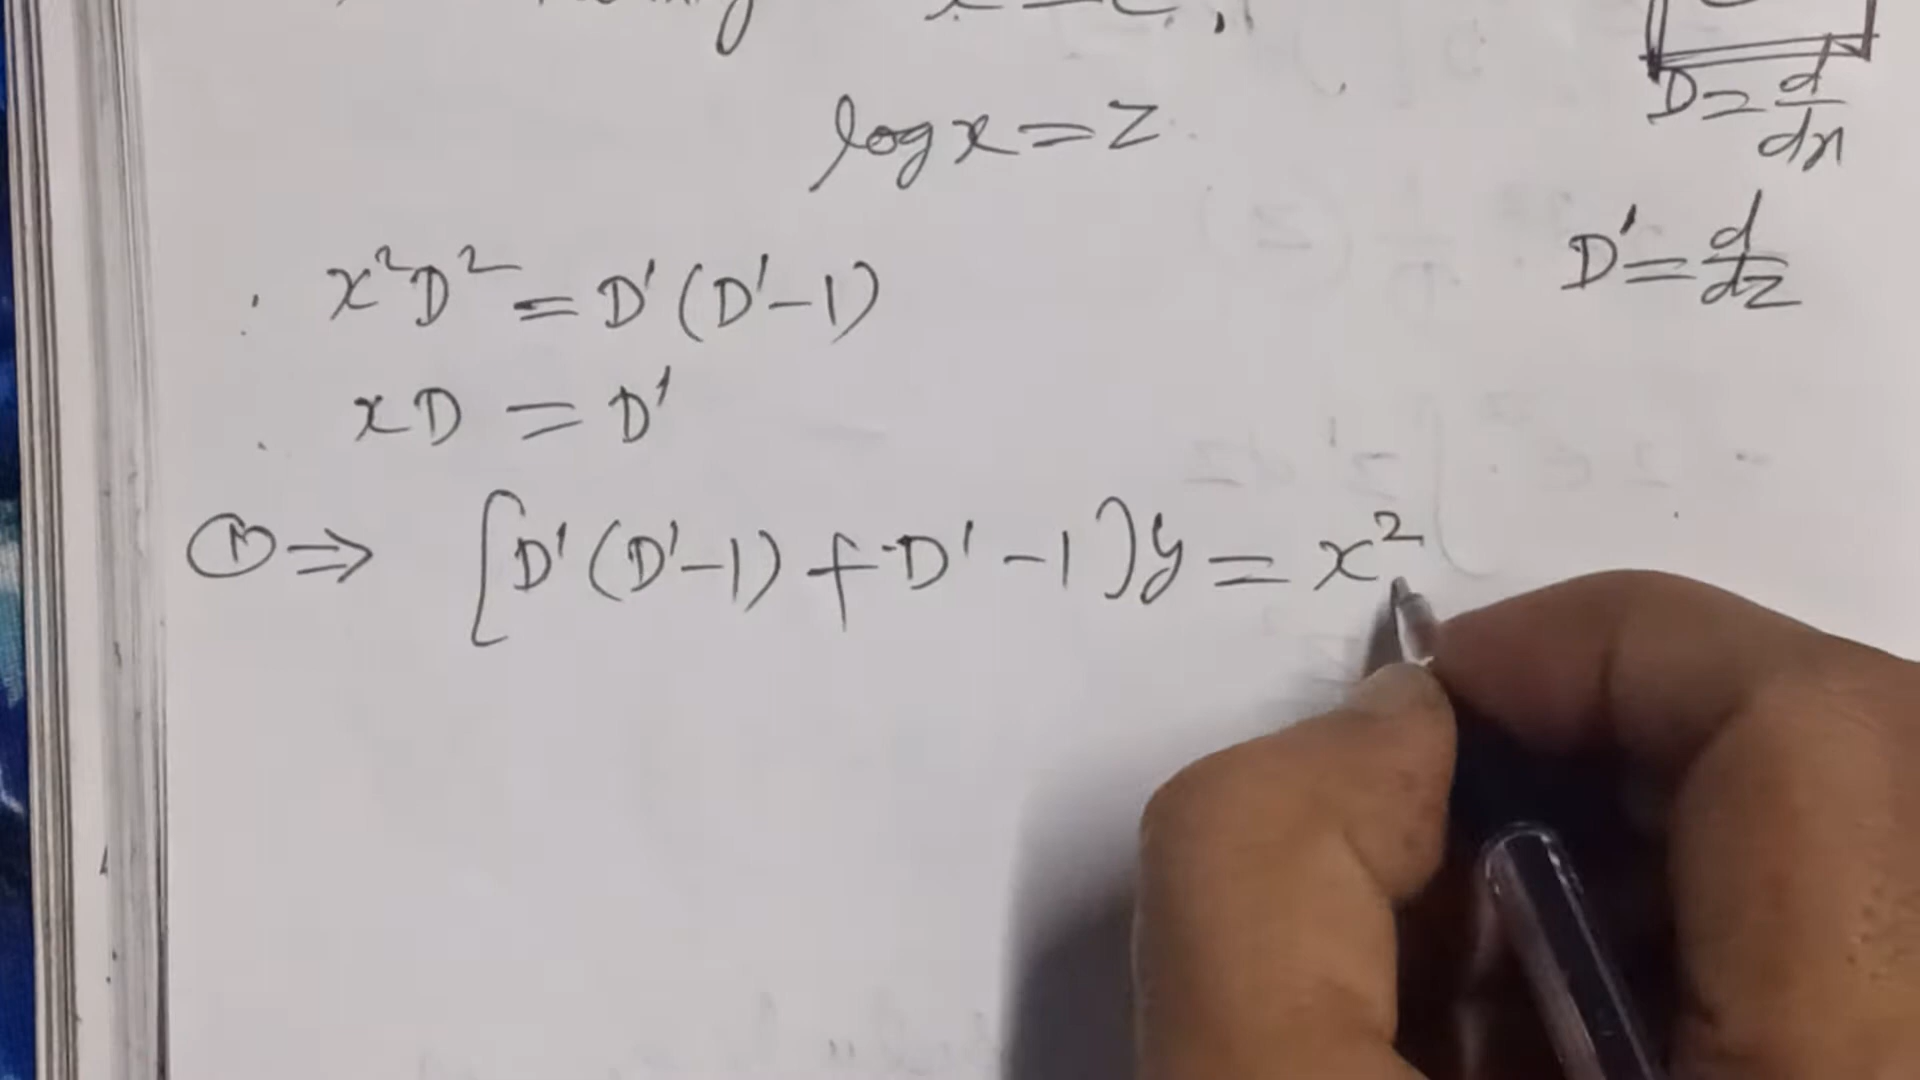 log x = z
D = d/dx
D' = d/dz
x²D² = D'(D'-1)
xD = D'
① ⇒ [D'(D'-1) + D' - 1]y = x²